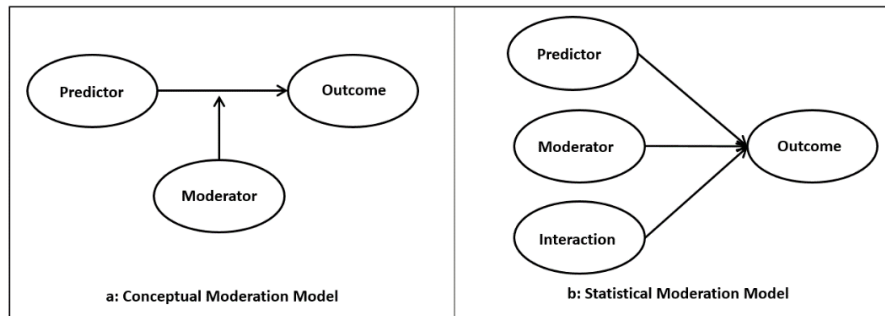 Predictor
Outcome
Moderator
a: Conceptual Moderation Model
Predictor
Moderator
Outcome
Interaction
b: Statistical Moderation Model